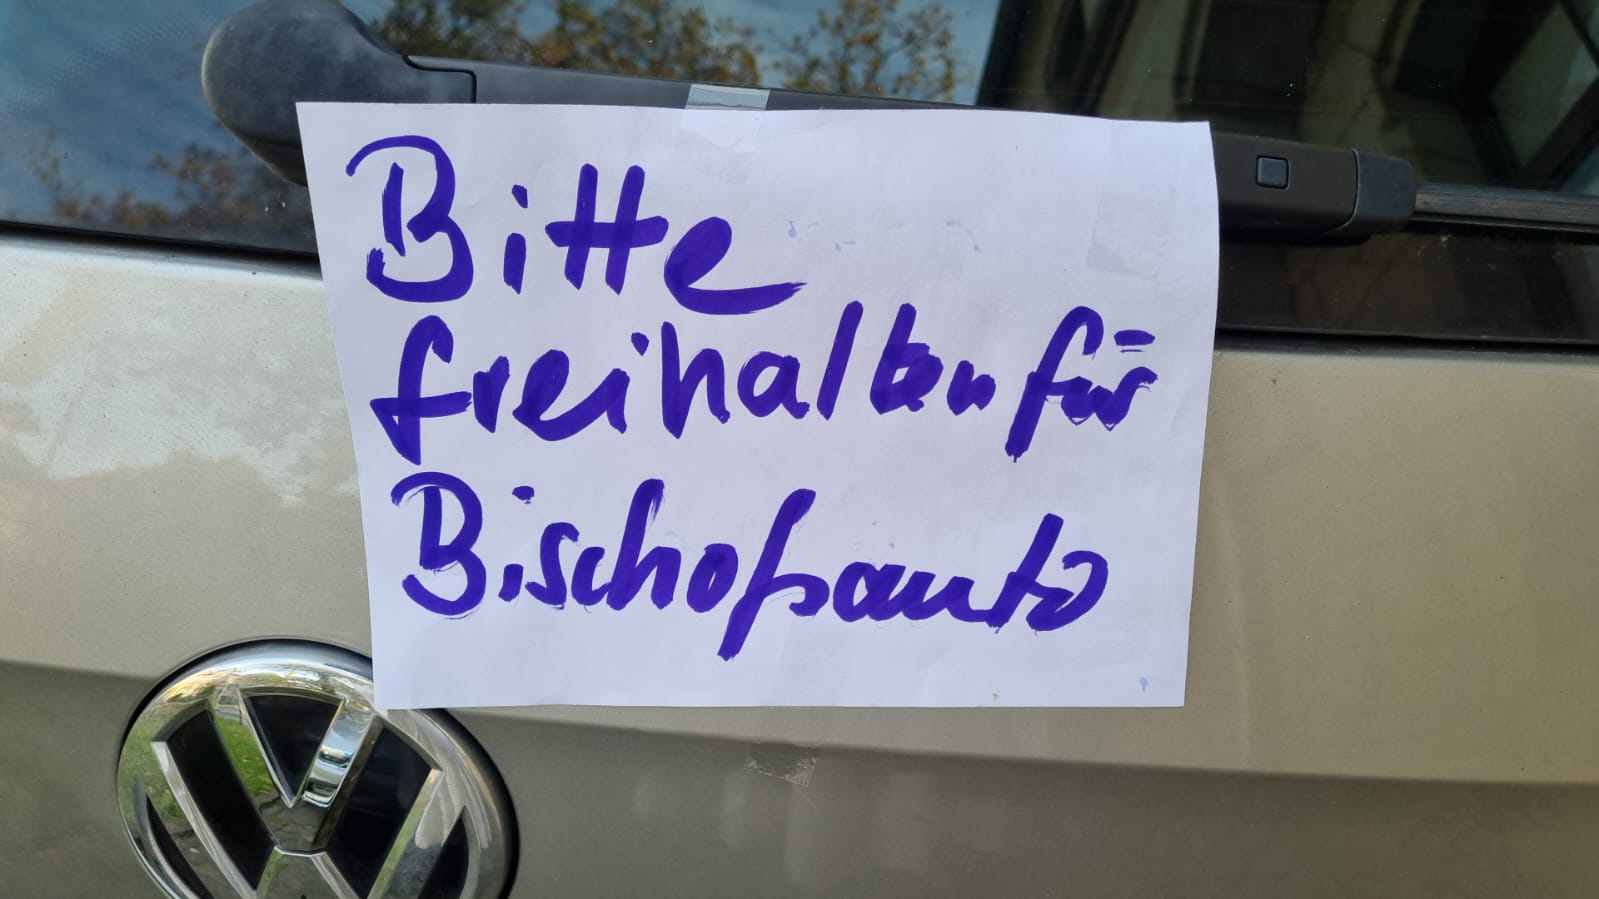 Bitte
freihalten für
Bischofsauto